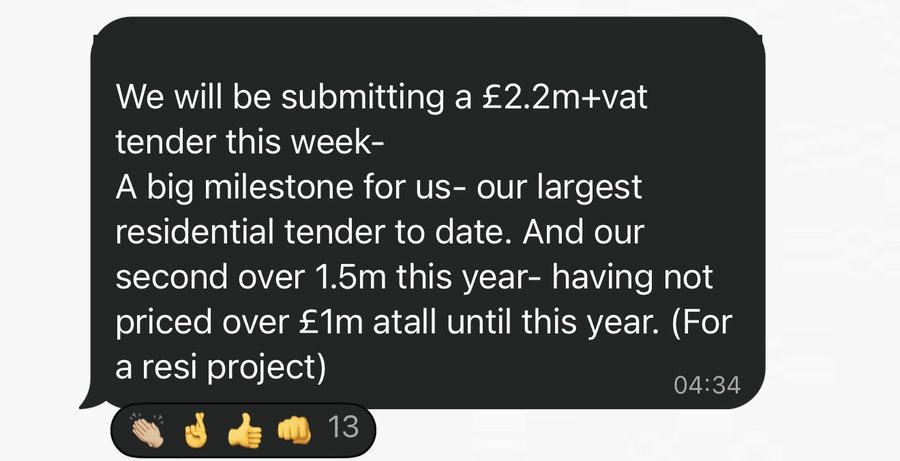 We will be submitting a £2.2m+vat
tender this week-
A big milestone for us- our largest
residential tender to date. And our
second over 1.5m this year- having not
priced over £1m atall until this year. (For
a resi project)
04:34
13